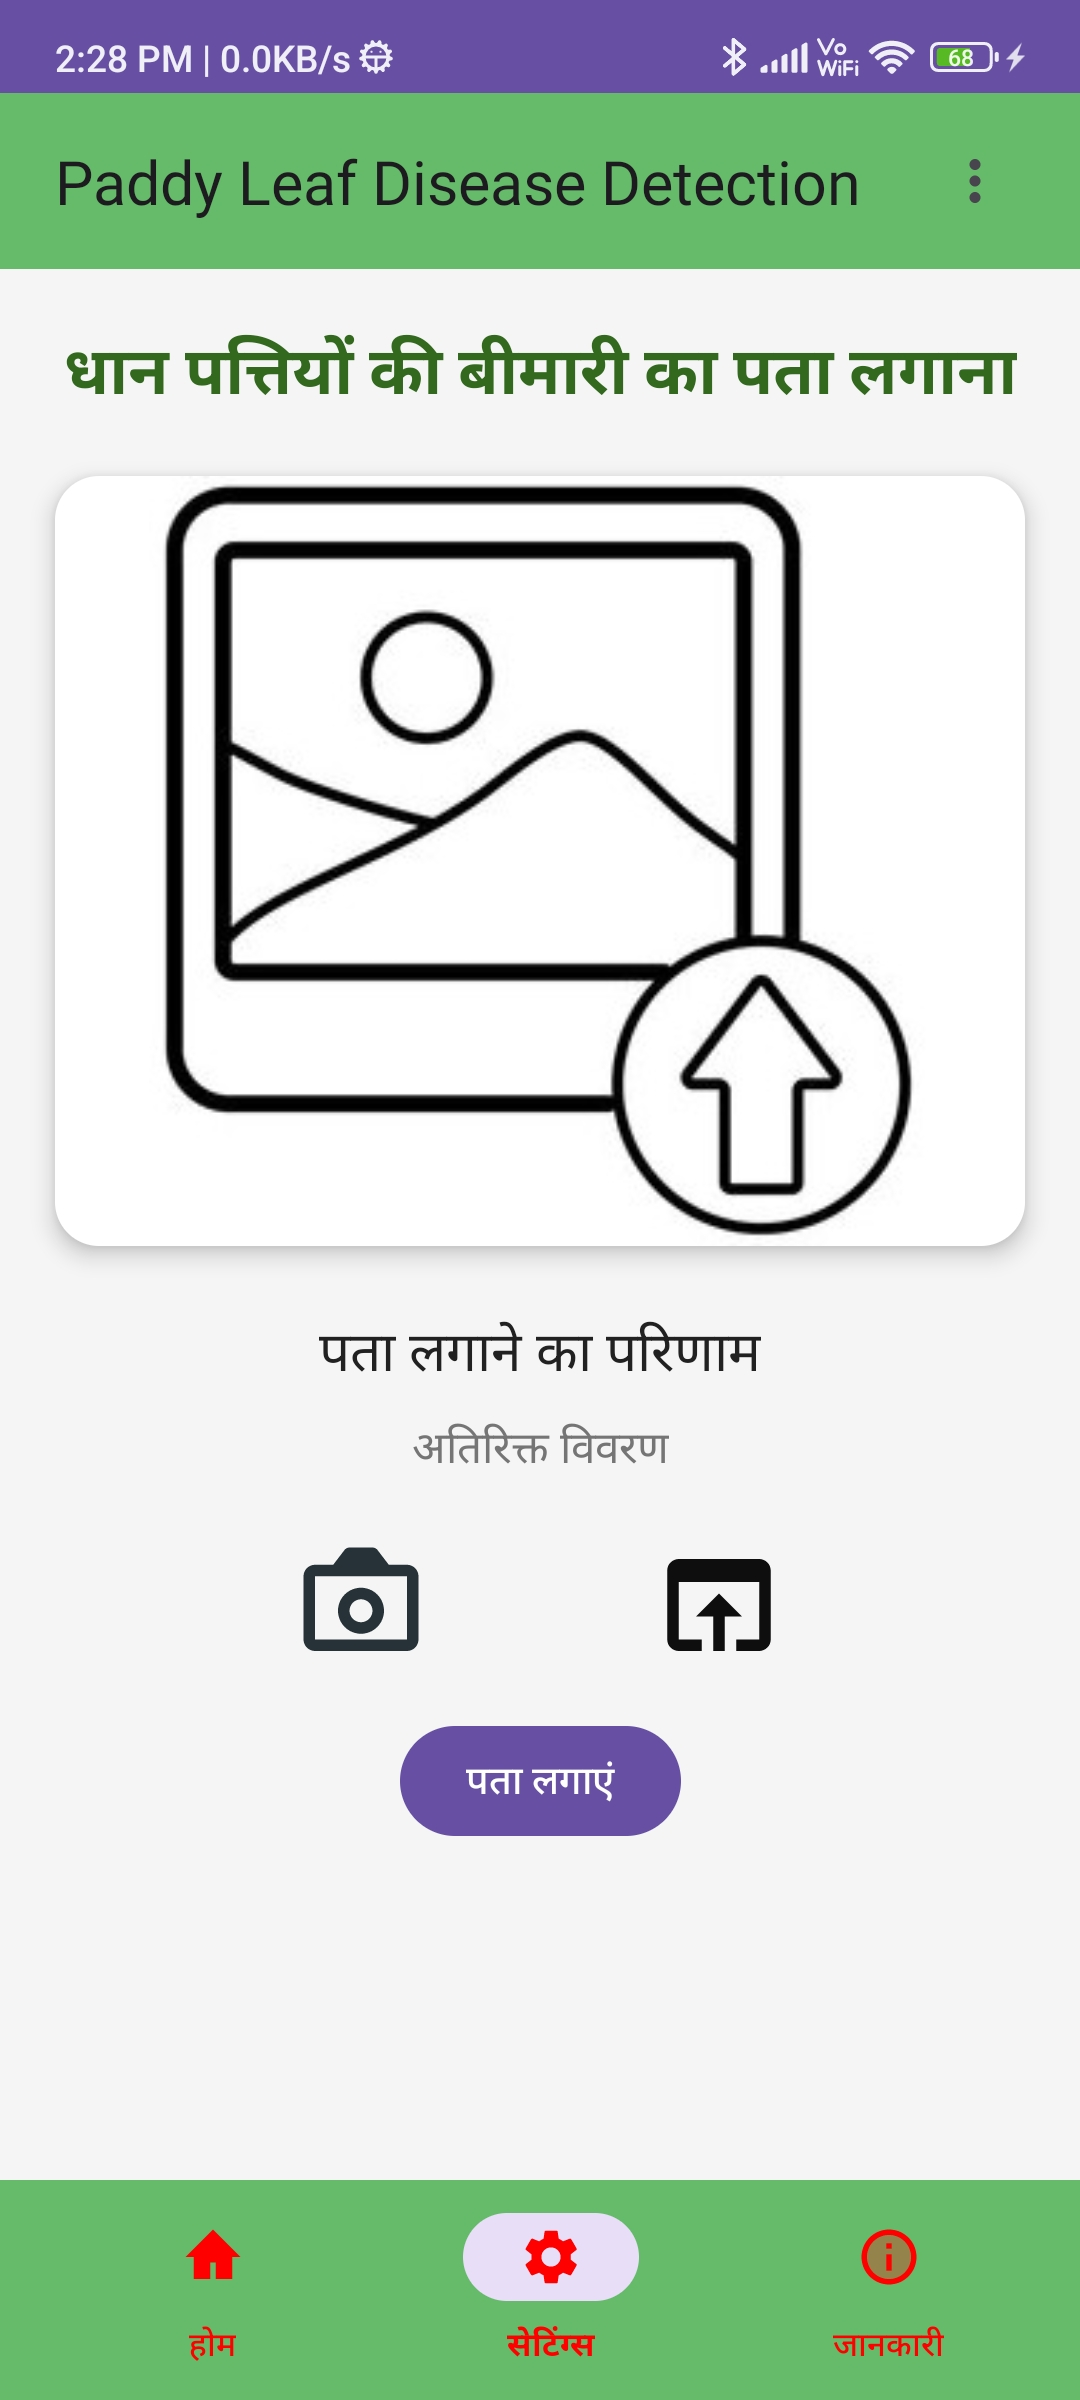 2:28 PM | 0.0KB/s
Vo WiFi
68
Paddy Leaf Disease Detection
धान पत्तियों की बीमारी का पता लगाना
पता लगाने का परिणाम
अतिरिक्त विवरण
पता लगाएं
होम
सेटिंग्स
जानकारी